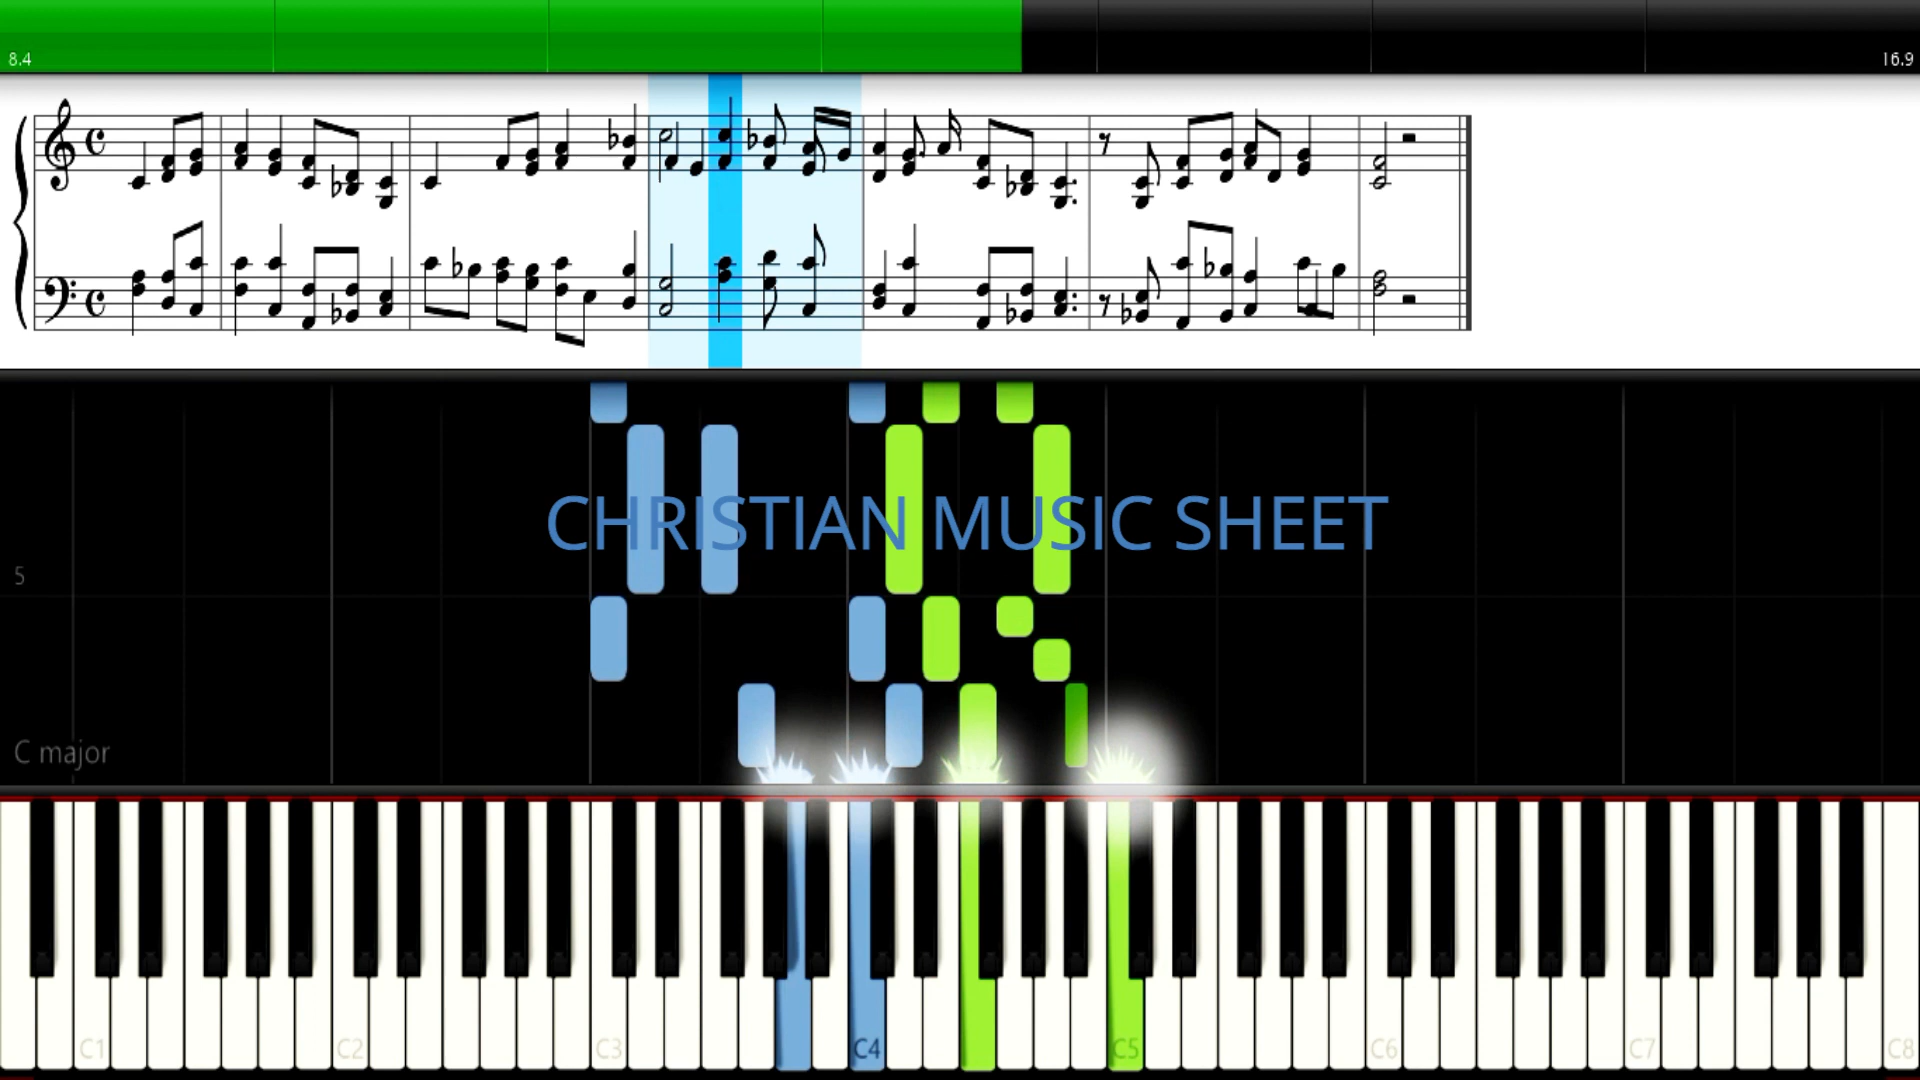 8.4
16.9
CHRISTIAN MUSIC SHEET
5
C major
C1 C2 C3 C4 C5 C6 C7 C8